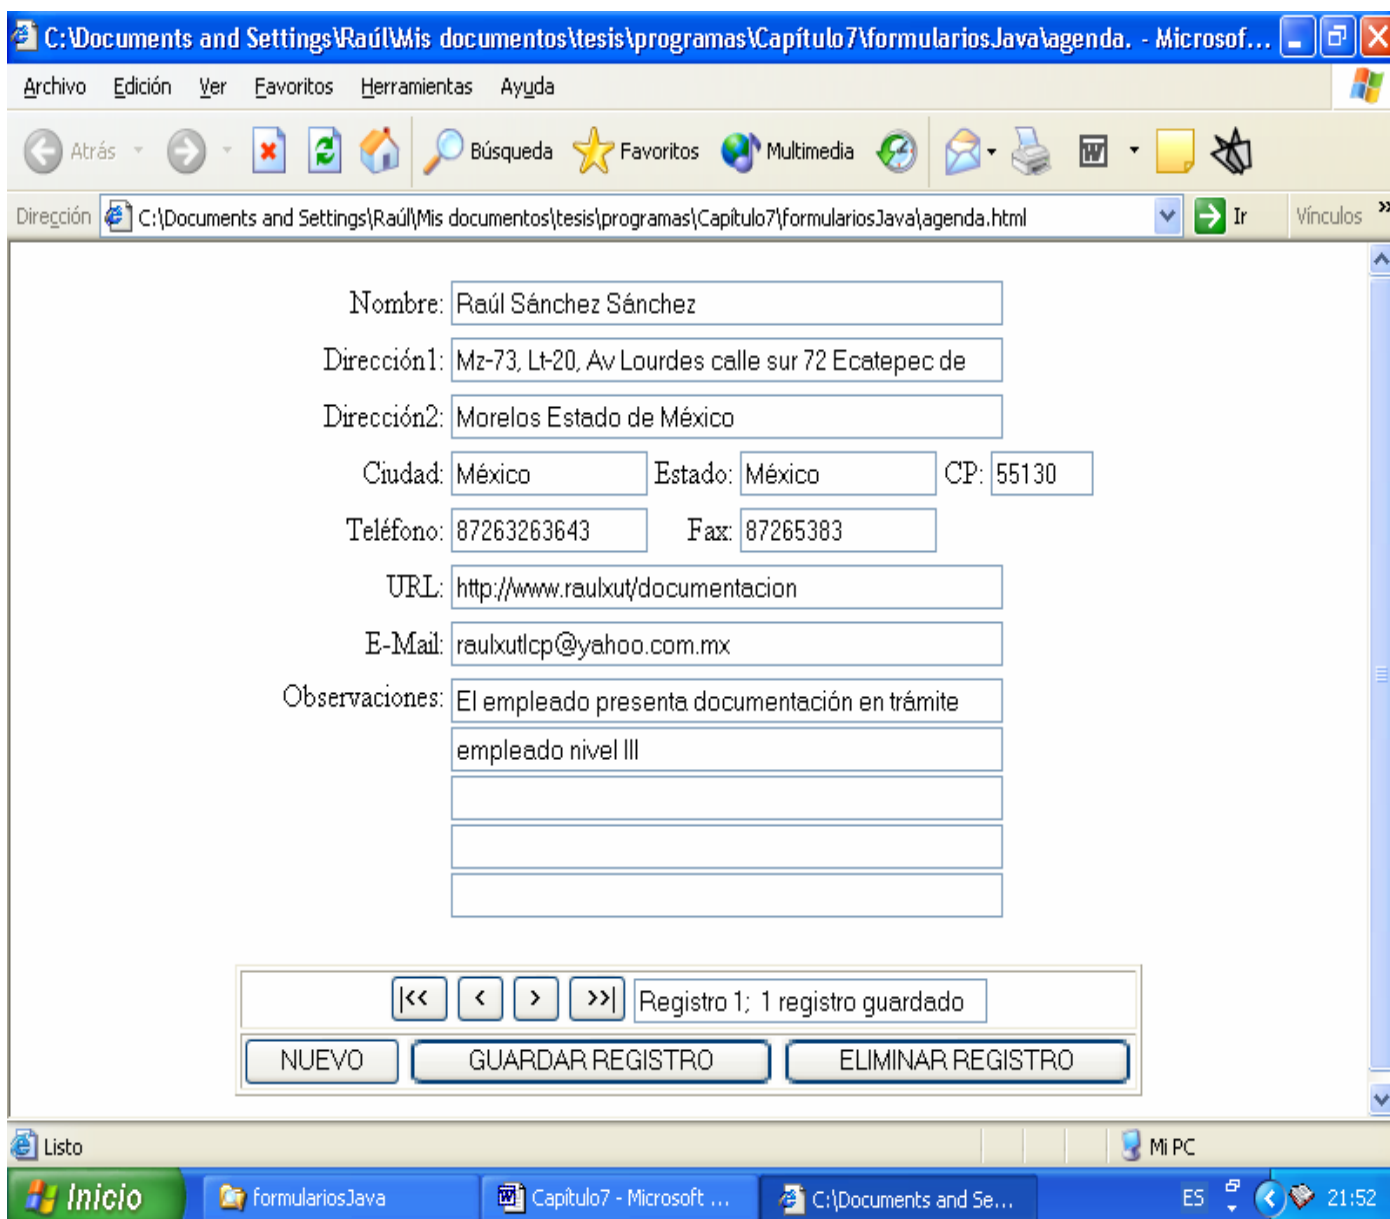 C:\Documents and Settings\Raúl\Mis documentos\tesis\programas\Capítulo7\formulariosJava\agenda. - Microsof...
Archivo Edición Ver Favoritos Herramientas Ayuda
Atrás Búsqueda Favoritos Multimedia
Dirección C:\Documents and Settings\Raúl\Mis documentos\tesis\programas\Capítulo7\formulariosJava\agenda.html Ir Vínculos »
Nombre: Raúl Sánchez Sánchez
Dirección1: Mz-73, Lt-20, Av Lourdes calle sur 72 Ecatepec de
Dirección2: Morelos Estado de México
Ciudad: México Estado: México CP: 55130
Teléfono: 87263263643 Fax: 87265383
URL: http://www.raulxut/documentacion
E-Mail: raulxutlcp@yahoo.com.mx
Observaciones: El empleado presenta documentación en trámite
empleado nivel III
|<< < > >>| Registro 1; 1 registro guardado
NUEVO GUARDAR REGISTRO ELIMINAR REGISTRO
Listo Mi PC
Inicio formulariosJava Capítulo7 - Microsoft ... C:\Documents and Se... ES 21:52